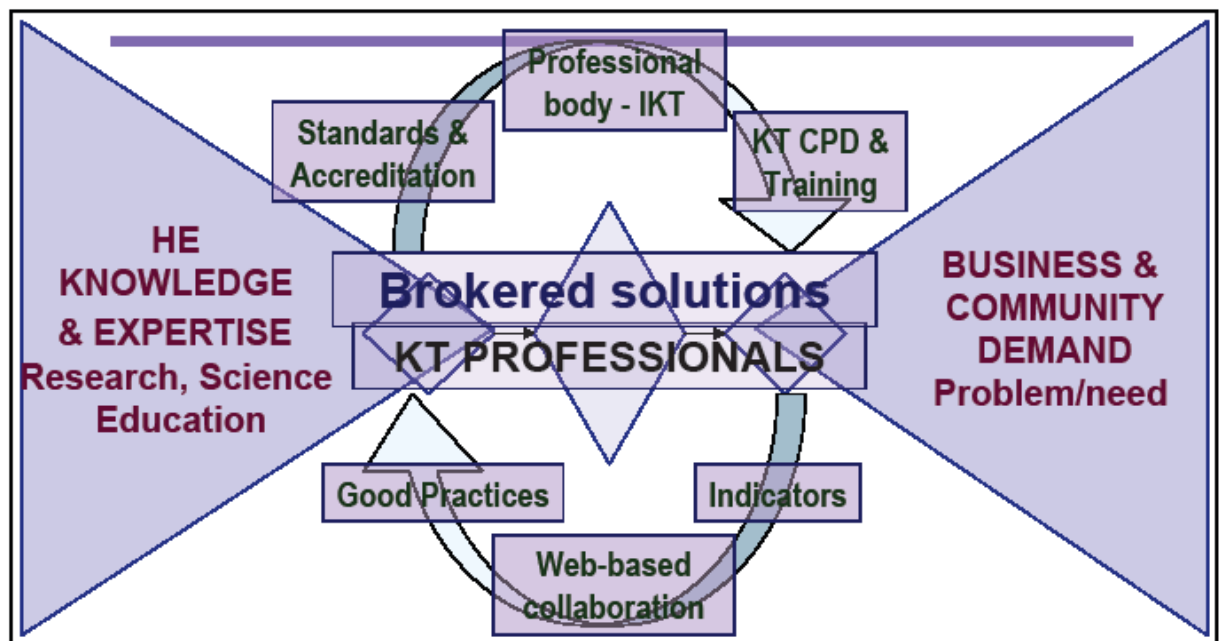 Professional
body - IKT
Standards &
Accreditation
KT CPD &
Training
HE
KNOWLEDGE
& EXPERTISE
Research, Science
Education
Brokered solutions
KT PROFESSIONALS
BUSINESS &
COMMUNITY
DEMAND
Problem/need
Good Practices
Indicators
Web-based
collaboration